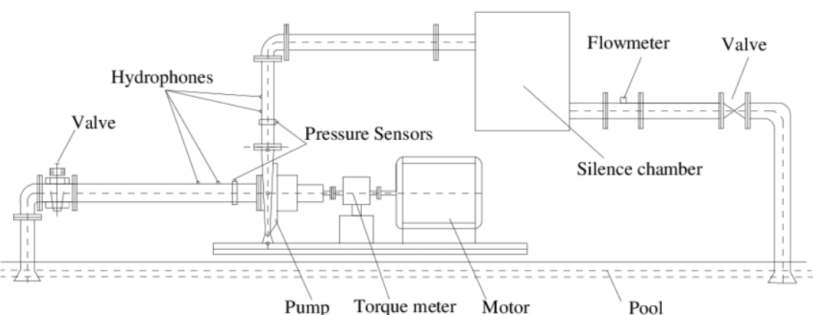 Flowmeter
Valve
Hydrophones
Valve
Pressure Sensors
Silence chamber
Pump
Torque meter
Motor
Pool